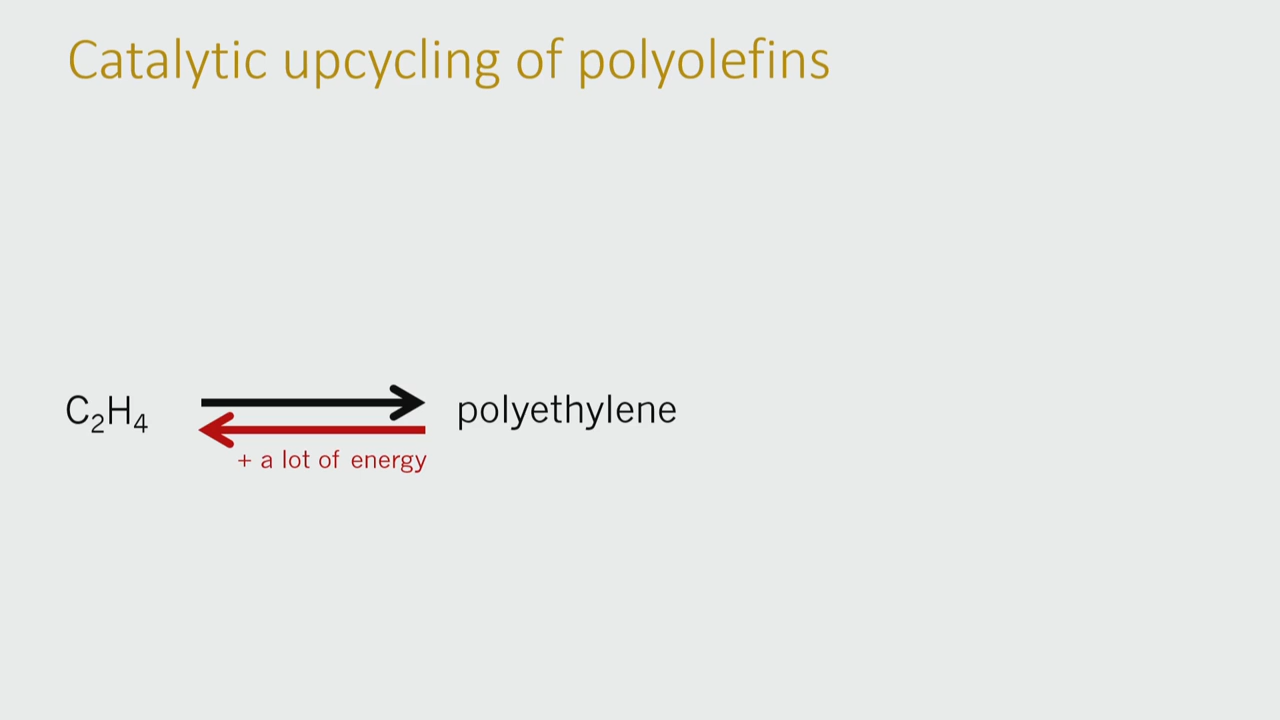 Catalytic upcycling of polyolefins
C₂H₄ polyethylene
+ a lot of energy